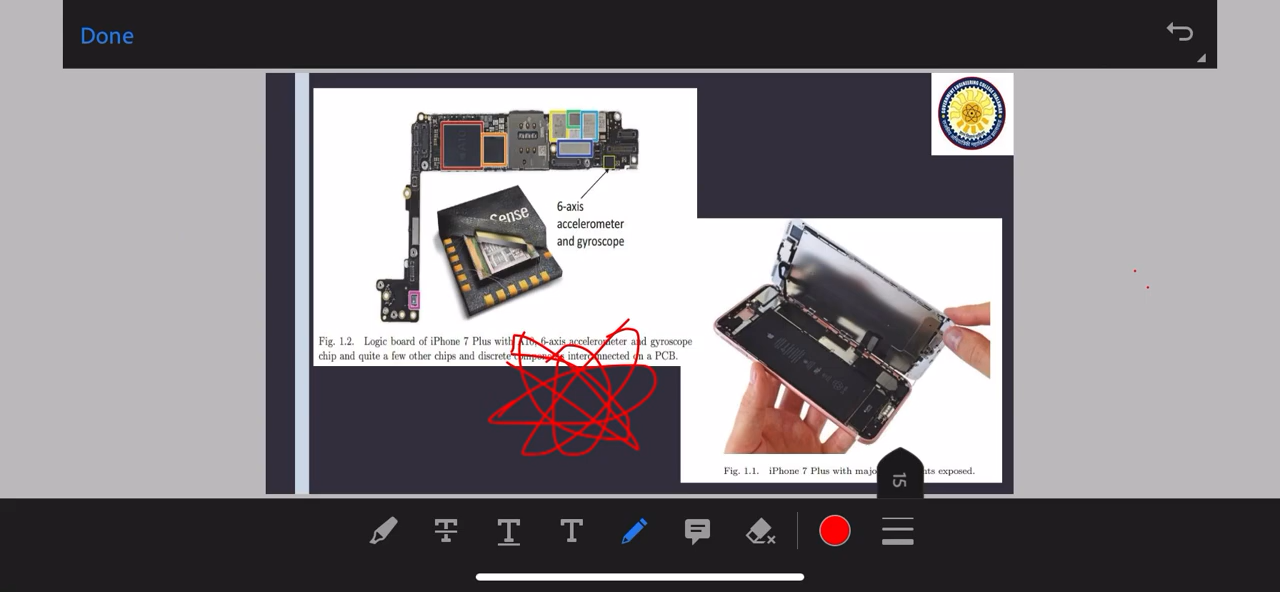 Done
A10
Sense
6-axis
accelerometer
and gyroscope
Fig. 1.2. Logic board of iPhone 7 Plus with A10, 6-axis accelerometer and gyroscope
chip and quite a few other chips and discrete components interconnected on a PCB.
Fig. 1.1. iPhone 7 Plus with exposed.
15
T T T